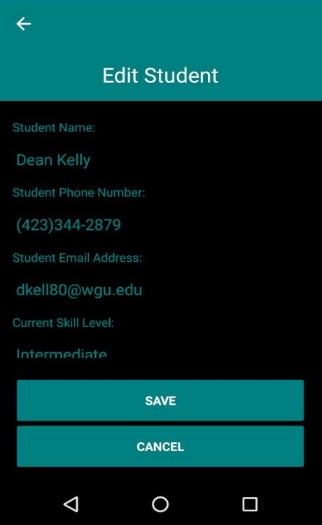 Edit Student
Student Name:
Dean Kelly
Student Phone Number:
(423)344-2879
Student Email Address:
dkell80@wgu.edu
Current Skill Level:
Intermediate
SAVE
CANCEL